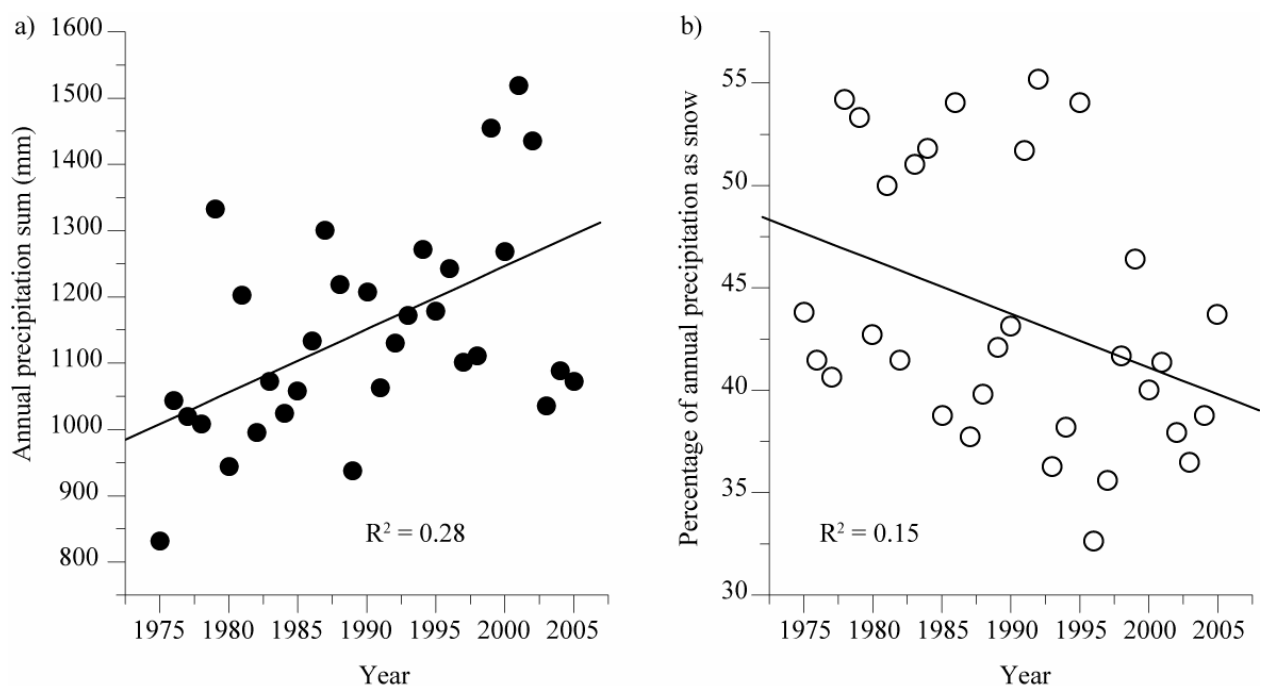 a)
Annual precipitation sum (mm)
1600
1500
1400
1300
1200
1100
1000
900
800
R² = 0.28
1975 1980 1985 1990 1995 2000 2005
Year
b)
Percentage of annual precipitation as snow
55
50
45
40
35
30
R² = 0.15
1975 1980 1985 1990 1995 2000 2005
Year